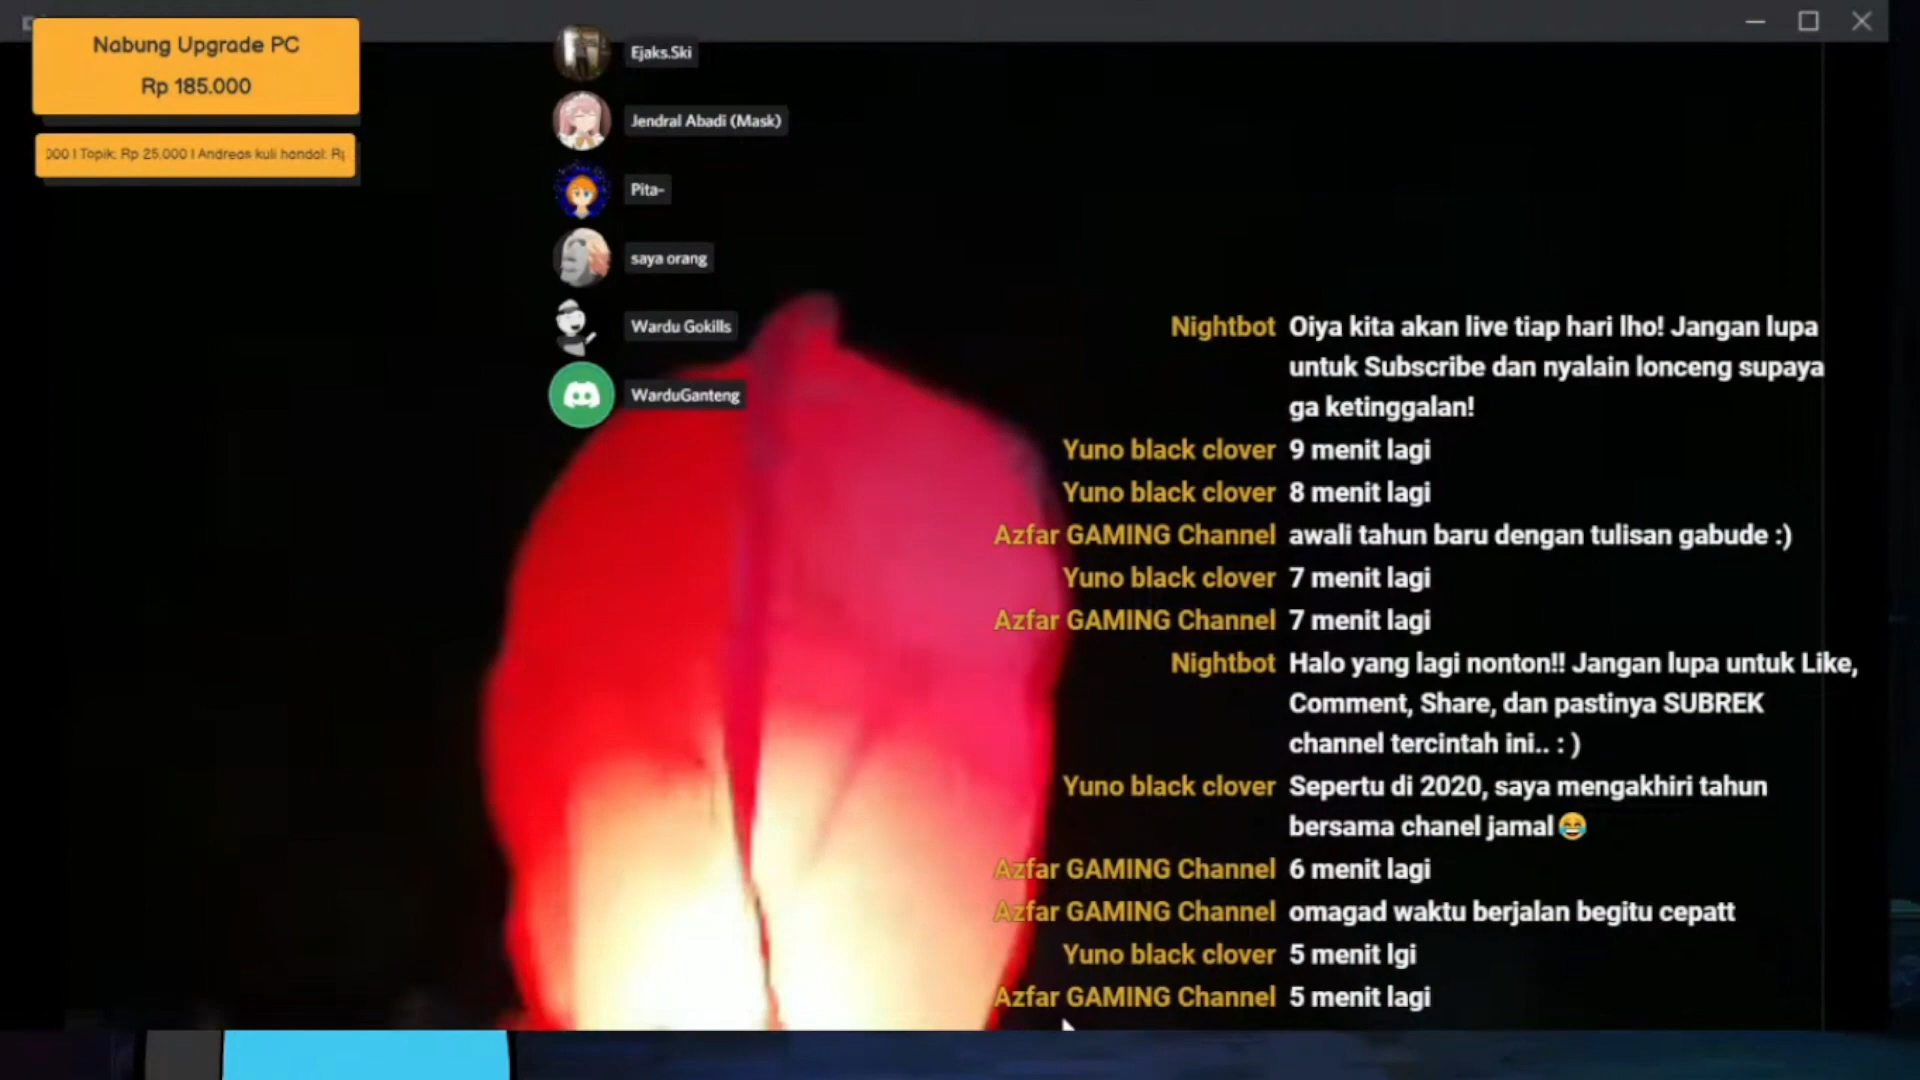 Nabung Upgrade PC
Rp 185.000
000 | Topik: Rp 25.000 | Andreas kuli handal: Rp
Ejaks.Ski
Jendral Abadi (Mask)
Pita-
saya orang
Wardu Gokills
WarduGanteng
Nightbot Oiya kita akan live tiap hari lho! Jangan lupa
untuk Subscribe dan nyalain lonceng supaya
ga ketinggalan!
Yuno black clover 9 menit lagi
Yuno black clover 8 menit lagi
Azfar GAMING Channel awali tahun baru dengan tulisan gabude :)
Yuno black clover 7 menit lagi
Azfar GAMING Channel 7 menit lagi
Nightbot Halo yang lagi nonton!! Jangan lupa untuk Like,
Comment, Share, dan pastinya SUBREK
channel tercintah ini.. : )
Yuno black clover Sepertu di 2020, saya mengakhiri tahun
bersama chanel jamal😂
Azfar GAMING Channel 6 menit lagi
Azfar GAMING Channel omagad waktu berjalan begitu cepatt
Yuno black clover 5 menit lgi
Azfar GAMING Channel 5 menit lagi